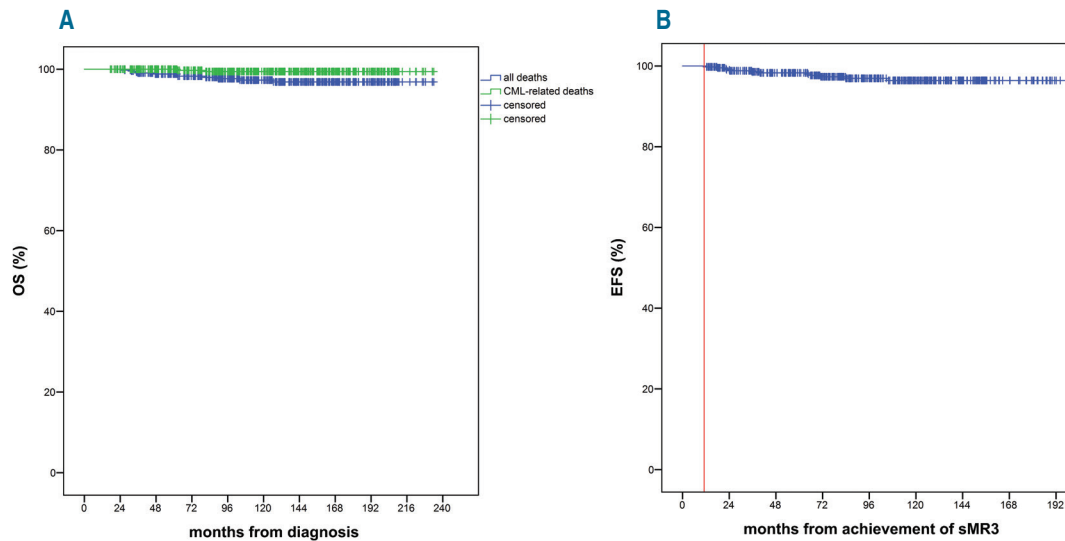 A
OS (%)
100
80
60
40
20
0
0 24 48 72 96 120 144 168 192 216 240
months from diagnosis
all deaths
CML-related deaths
censored
censored
B
EFS (%)
100
80
60
40
20
0
0 24 48 72 96 120 144 168 192
months from achievement of sMR3